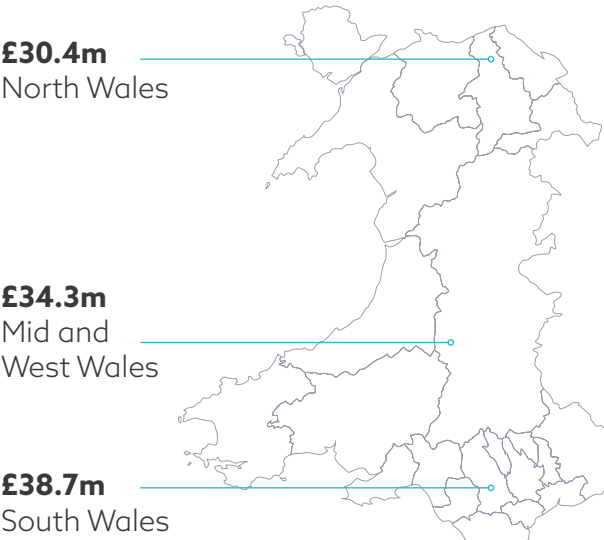 £30.4m
North Wales
£34.3m
Mid and
West Wales
£38.7m
South Wales